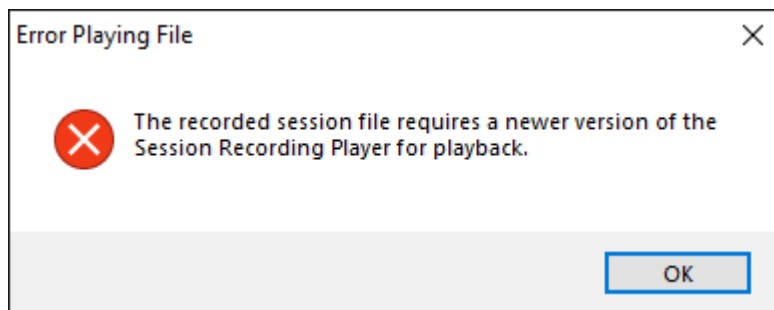 Error Playing File
The recorded session file requires a newer version of the
Session Recording Player for playback.
OK